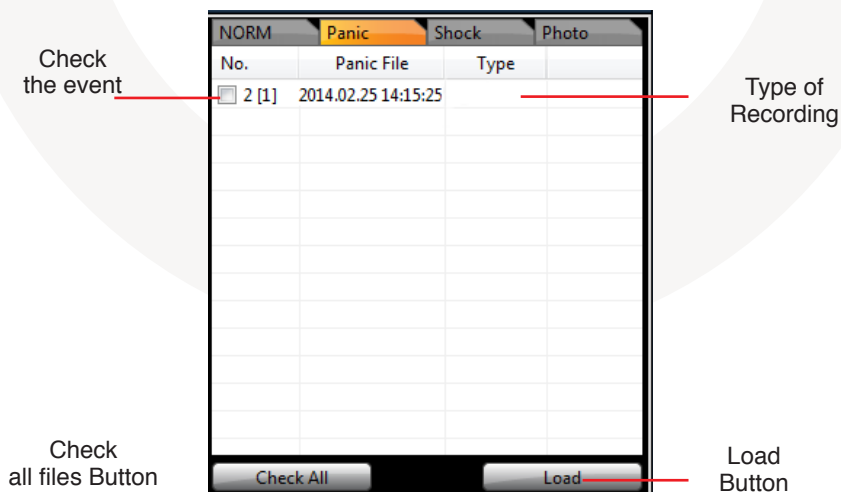 NORM Panic Shock Photo
No. Panic File Type
Check
the event
2 [1] 2014.02.25 14:15:25
Type of
Recording
Check
all files Button
Check All Load
Load
Button